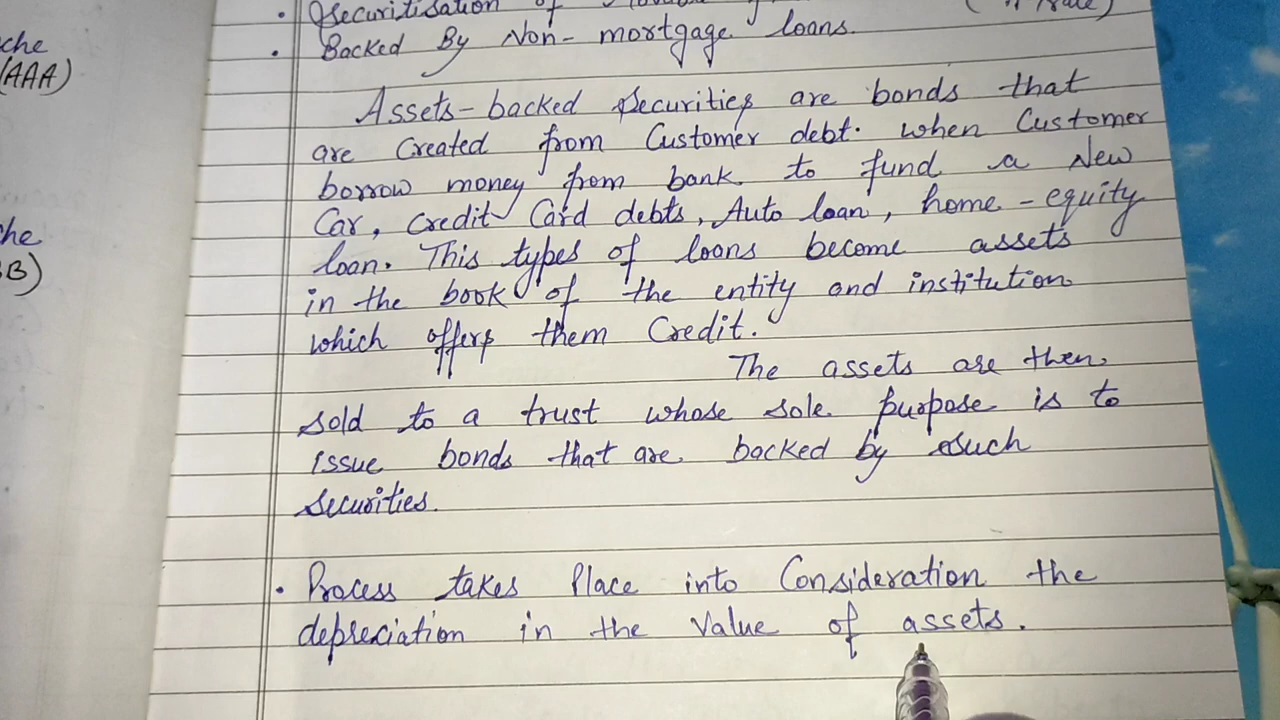 che
(AAA)
he
B)
Securitisation of
• Backed By Non- mortgage loans.
Assets-backed Securities are bonds that
are Created from Customer debt. when Customer
borrow money from bank to fund a New
Car, Credit Card debts, Auto loan, home-equity
loan. This types of loans become assets
in the book of the entity and institution
which offers them Credit.
The assets are then
sold to a trust whose sole purpose is to
issue bonds that are backed by such
Securities.
• Process takes Place into Consideration the
depreciation in the Value of assets.